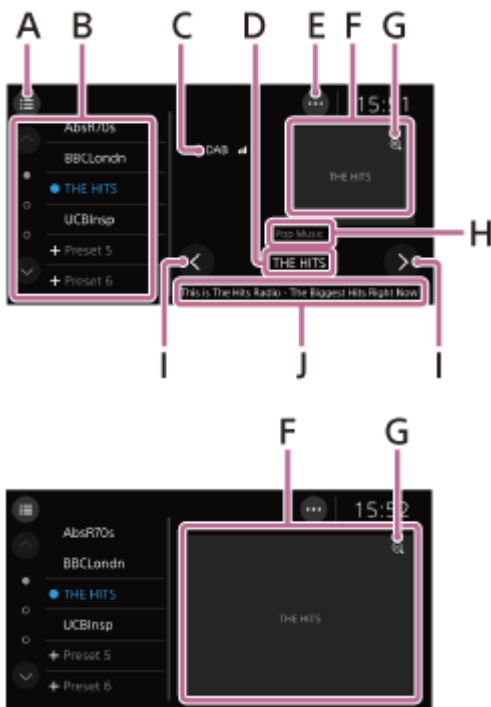 A B C D E F G
15:51
AbsR70s
BBCLondn
DAB
THE HITS
THE HITS
UCBInsp
Pop Music
H
+ Preset 5
THE HITS
+ Preset 6
This is The Hits Radio - The Biggest Hits Right Now
I J I
F G
15:52
AbsR70s
BBCLondn
THE HITS
THE HITS
UCBInsp
+ Preset 5
+ Preset 6